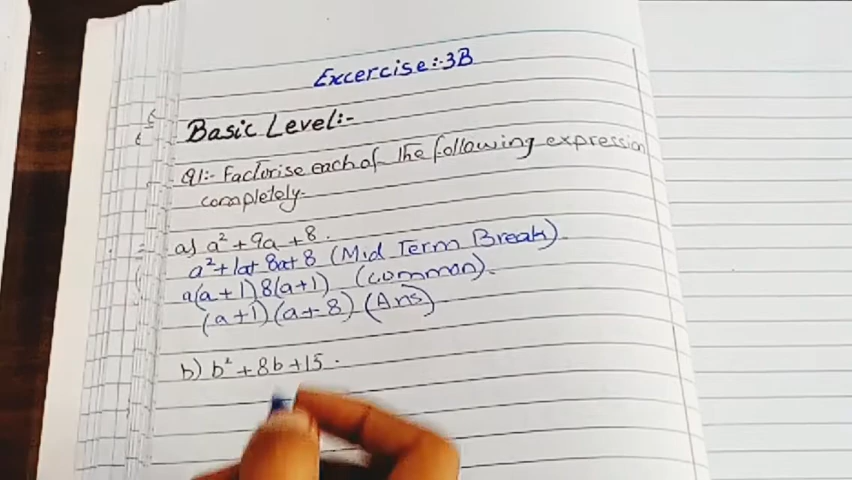 Excercise:-3B
Basic Level:-
Q1:- Factorise each of the following expression
completely.
a) a² + 9a + 8.
a² + 1a + 8a + 8 (Mid Term Break)
a(a + 1) 8(a + 1) (common).
(a + 1) (a + 8) (Ans)
b) b² + 8b + 15.